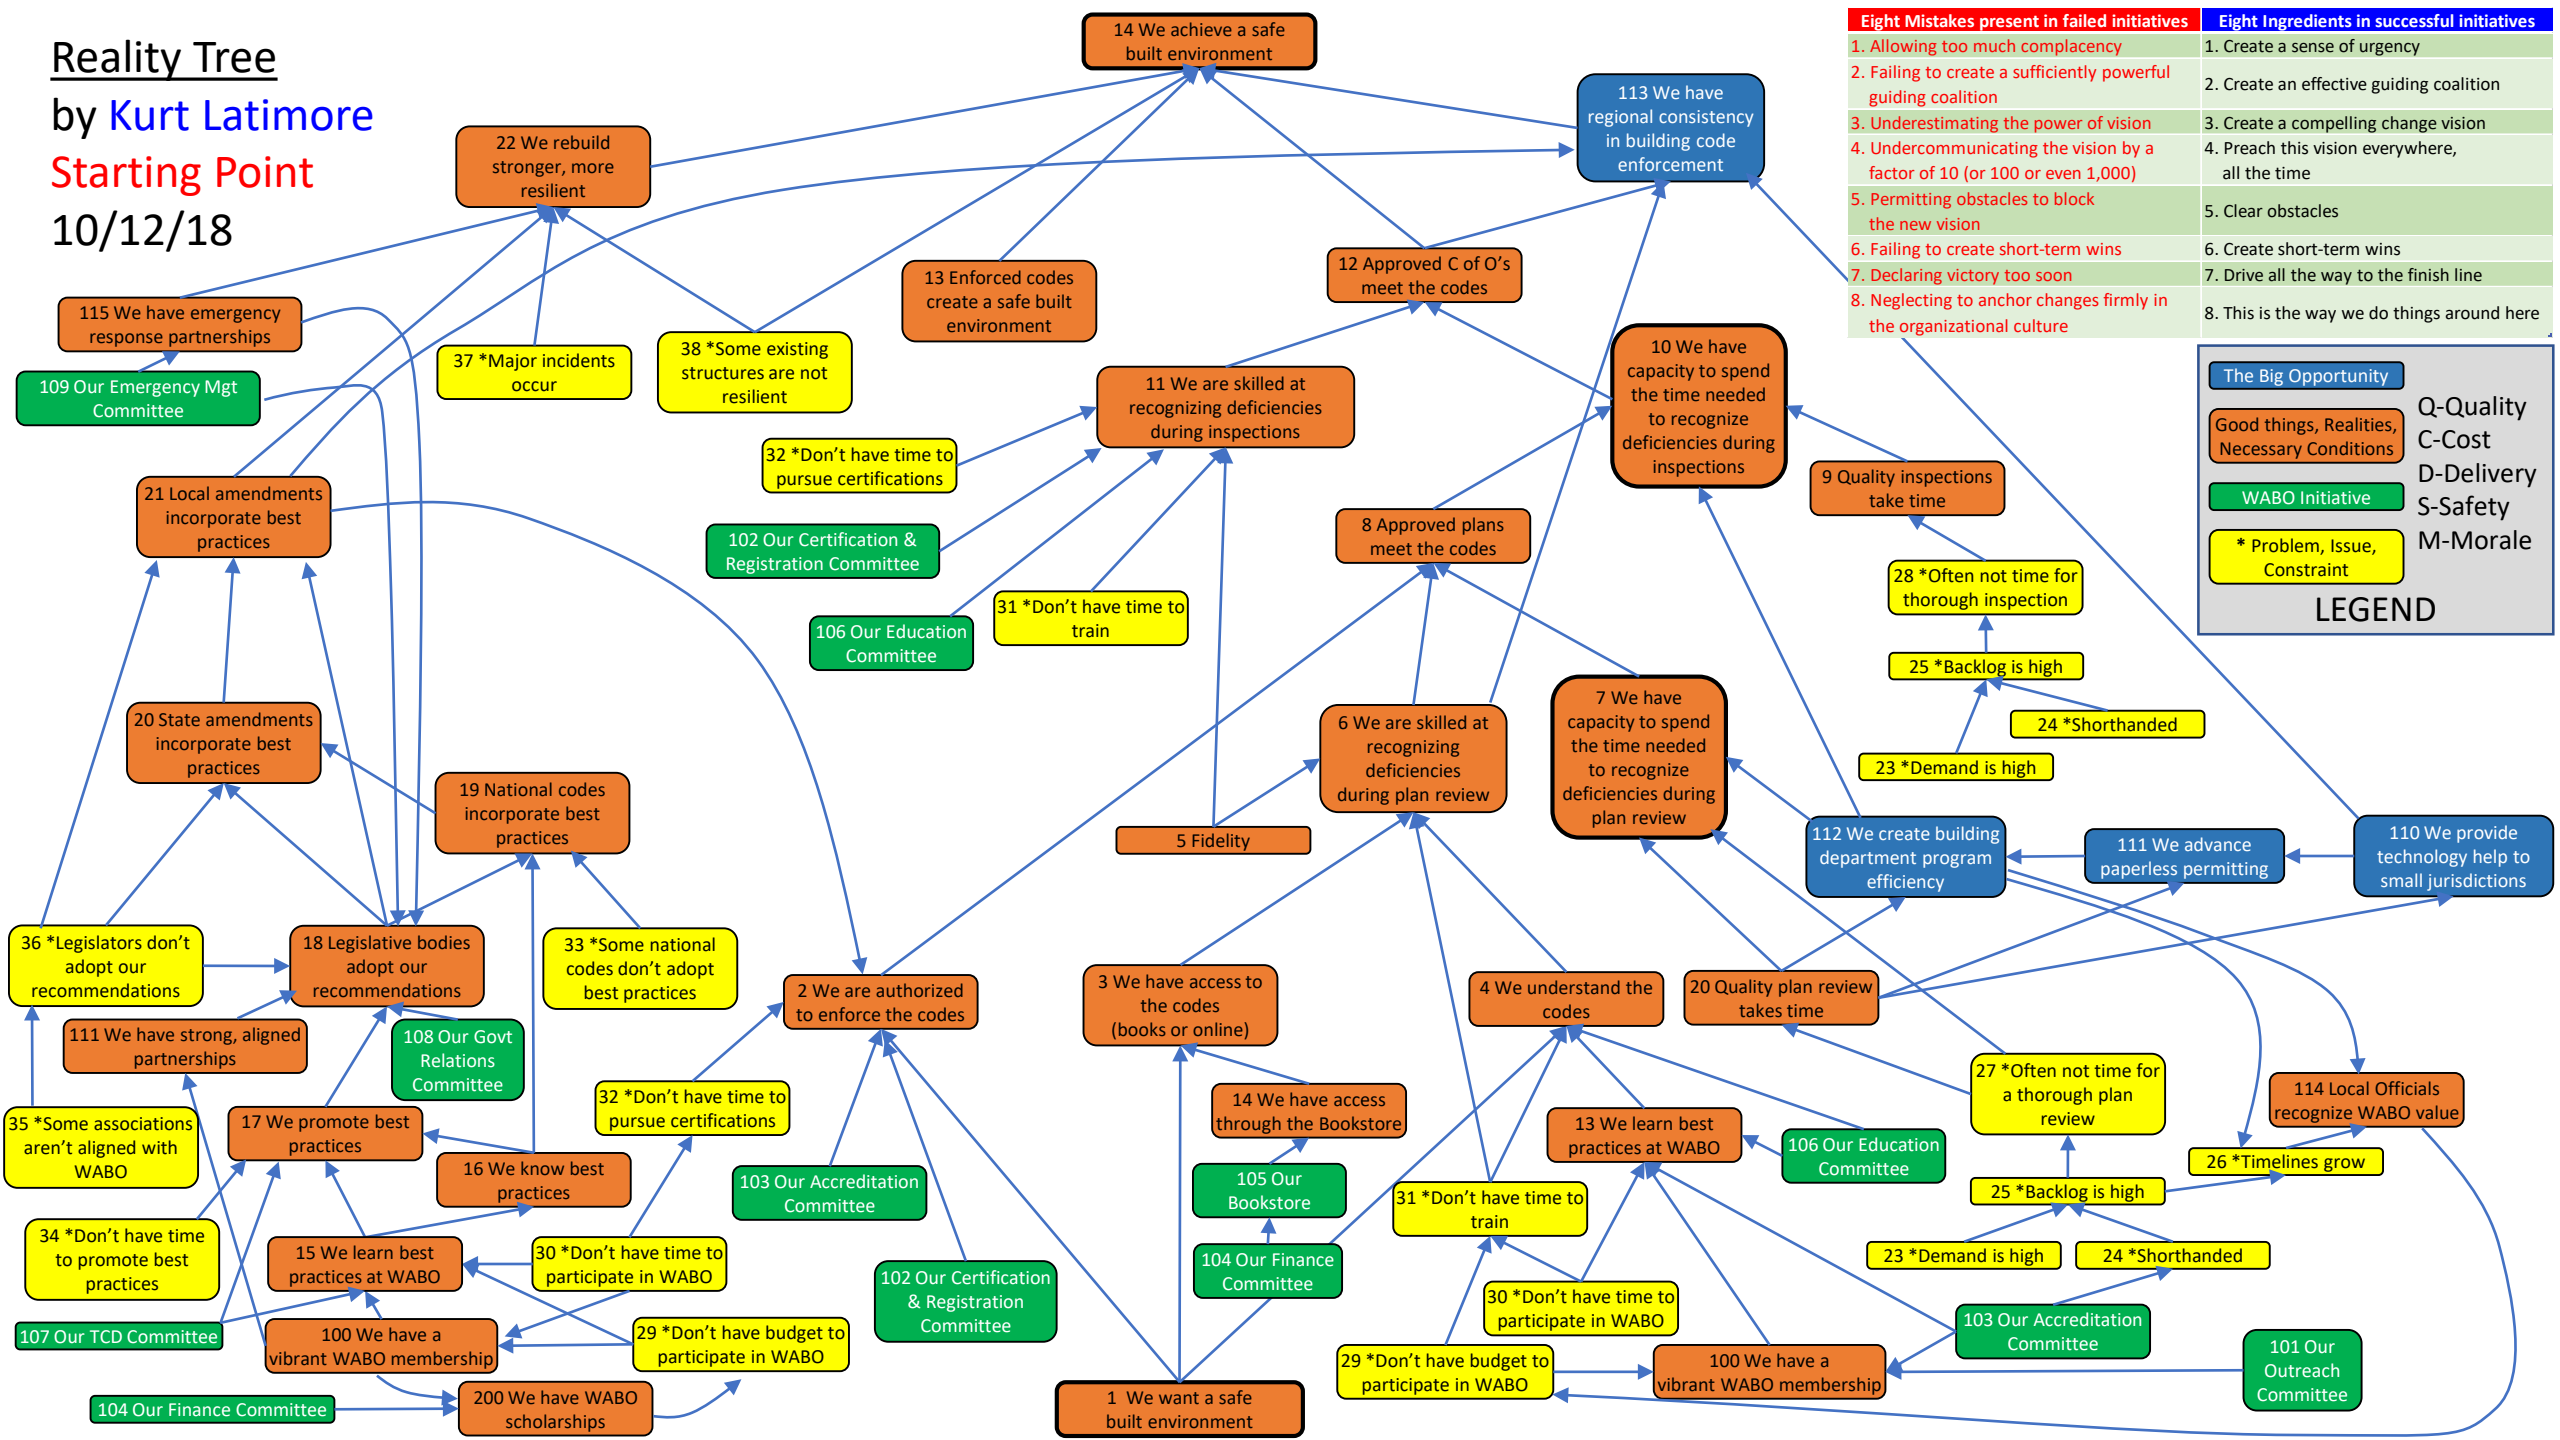 Reality Tree
by Kurt Latimore
Starting Point
10/12/18
14 We achieve a safe
built environment
Eight Mistakes present in failed initiatives
Eight Ingredients in successful initiatives
1. Allowing too much complacency
1. Create a sense of urgency
2. Failing to create a sufficiently powerful
guiding coalition
2. Create an effective guiding coalition
3. Underestimating the power of vision
3. Create a compelling change vision
4. Undercommunicating the vision by a
factor of 10 (or 100 or even 1,000)
4. Preach this vision everywhere,
all the time
5. Permitting obstacles to block
the new vision
5. Clear obstacles
6. Failing to create short-term wins
6. Create short-term wins
7. Declaring victory too soon
7. Drive all the way to the finish line
8. Neglecting to anchor changes firmly in
the organizational culture
8. This is the way we do things around here
113 We have
regional consistency
in building code
enforcement
22 We rebuild
stronger, more
resilient
12 Approved C of O's
meet the codes
13 Enforced codes
create a safe built
environment
115 We have emergency
response partnerships
109 Our Emergency Mgt
Committee
37 *Major incidents
occur
38 *Some existing
structures are not
resilient
11 We are skilled at
recognizing deficiencies
during inspections
10 We have
capacity to spend
the time needed
to recognize
deficiencies during
inspections
The Big Opportunity
Good things, Realities,
Necessary Conditions
WABO Initiative
* Problem, Issue,
Constraint
Q-Quality
C-Cost
D-Delivery
S-Safety
M-Morale
LEGEND
32 *Don't have time to
pursue certifications
9 Quality inspections
take time
21 Local amendments
incorporate best
practices
102 Our Certification &
Registration Committee
8 Approved plans
meet the codes
28 *Often not time for
thorough inspection
31 *Don't have time to
train
106 Our Education
Committee
25 *Backlog is high
24 *Shorthanded
23 *Demand is high
20 State amendments
incorporate best
practices
19 National codes
incorporate best
practices
6 We are skilled at
recognizing
deficiencies
during plan review
7 We have
capacity to spend
the time needed
to recognize
deficiencies during
plan review
5 Fidelity
112 We create building
department program
efficiency
111 We advance
paperless permitting
110 We provide
technology help to
small jurisdictions
36 *Legislators don't
adopt our
recommendations
18 Legislative bodies
adopt our
recommendations
33 *Some national
codes don't adopt
best practices
2 We are authorized
to enforce the codes
3 We have access to
the codes
(books or online)
4 We understand the
codes
20 Quality plan review
takes time
111 We have strong, aligned
partnerships
108 Our Govt
Relations
Committee
32 *Don't have time to
pursue certifications
14 We have access
through the Bookstore
27 *Often not time for
a thorough plan
review
114 Local Officials
recognize WABO value
35 *Some associations
aren't aligned with
WABO
17 We promote best
practices
16 We know best
practices
13 We learn best
practices at WABO
106 Our Education
Committee
26 *Timelines grow
103 Our Accreditation
Committee
105 Our
Bookstore
31 *Don't have time to
train
25 *Backlog is high
34 *Don't have time
to promote best
practices
15 We learn best
practices at WABO
30 *Don't have time to
participate in WABO
104 Our Finance
Committee
23 *Demand is high
24 *Shorthanded
102 Our Certification
& Registration
Committee
30 *Don't have time to
participate in WABO
103 Our Accreditation
Committee
107 Our TCD Committee
100 We have a
vibrant WABO membership
29 *Don't have budget to
participate in WABO
29 *Don't have budget to
participate in WABO
100 We have a
vibrant WABO membership
101 Our
Outreach
Committee
104 Our Finance Committee
200 We have WABO
scholarships
1 We want a safe
built environment